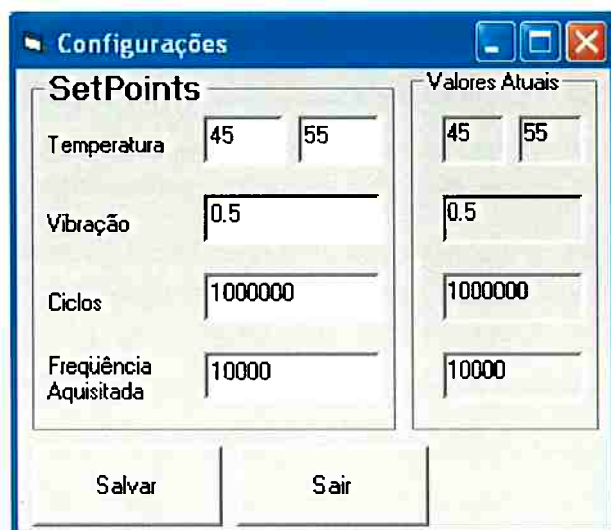 Configurações
SetPoints
Valores Atuais
Temperatura 45 55 45 55
Vibração 0.5 0.5
Ciclos 1000000 1000000
Freqüência
Aquisitada 10000 10000
Salvar Sair